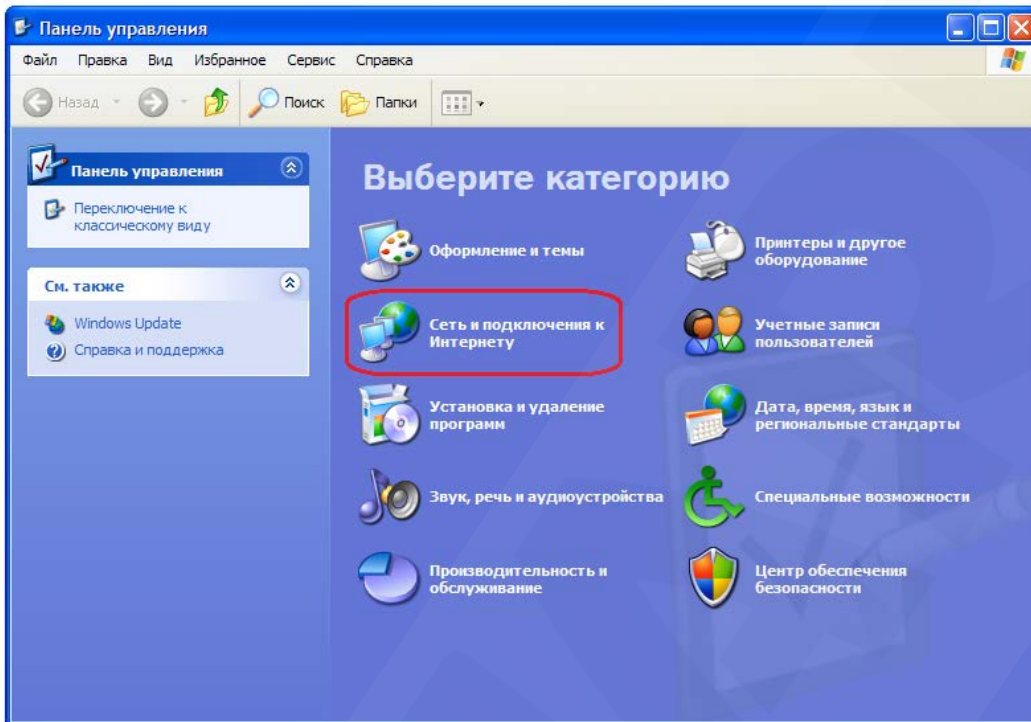 Панель управления
Файл Правка Вид Избранное Сервис Справка
Назад Поиск Папки
Панель управления
Переключение к
классическому виду
См. также
Windows Update
Справка и поддержка
Выберите категорию
Оформление и темы
Принтеры и другое
оборудование
Сеть и подключения к
Интернету
Учетные записи
пользователей
Установка и удаление
программ
Дата, время, язык и
региональные стандарты
Звук, речь и аудиоустройства
Специальные возможности
Производительность и
обслуживание
Центр обеспечения
безопасности